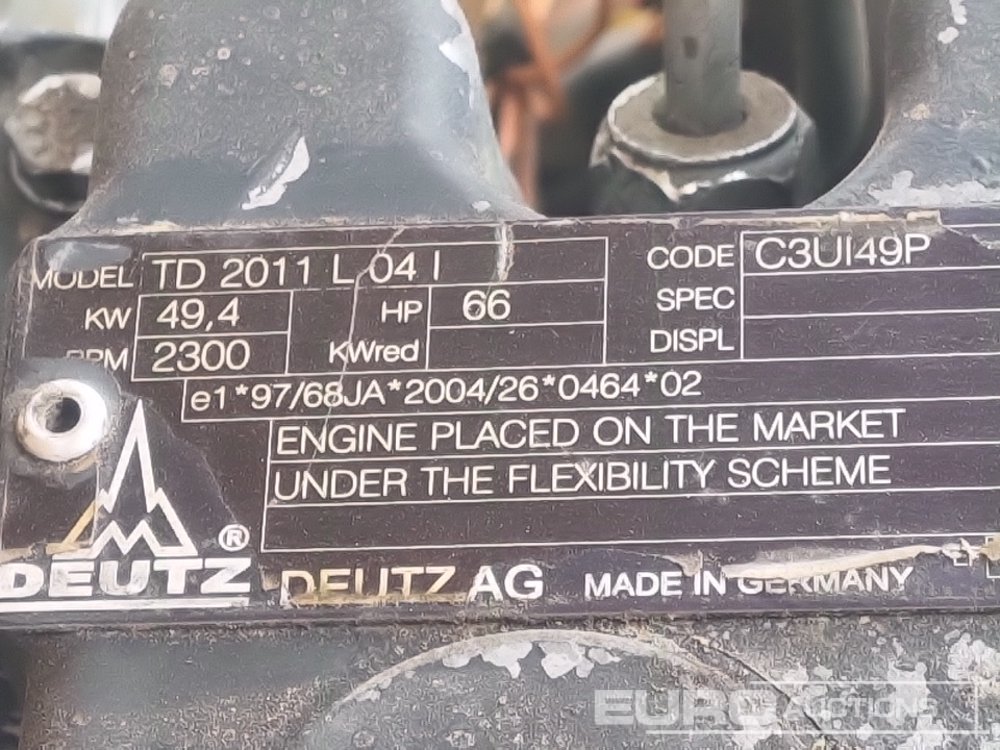 MODEL TD 2011 L 04 I CODE C3UI49P
KW 49,4 HP 66 SPEC
RPM 2300 KWred DISPL
e1*97/68JA*2004/26*0464*02
ENGINE PLACED ON THE MARKET
UNDER THE FLEXIBILITY SCHEME
DEUTZ® DEUTZ AG MADE IN GERMANY
EURO AUCTIONS